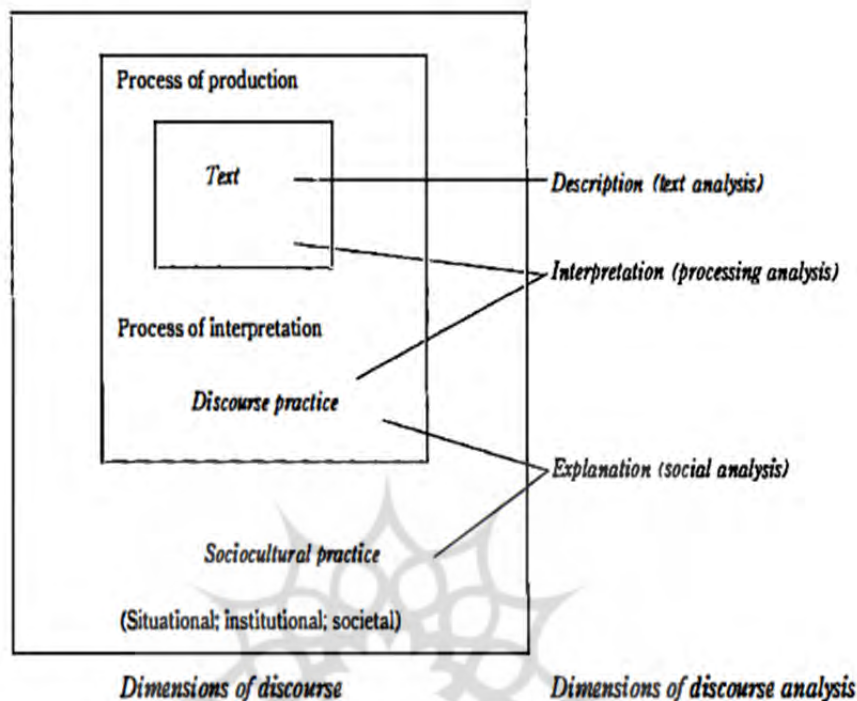 Process of production
Text
Description (text analysis)
Interpretation (processing analysis)
Process of interpretation
Discourse practice
Explanation (social analysis)
Sociocultural practice
(Situational; institutional; societal)
Dimensions of discourse
Dimensions of discourse analysis